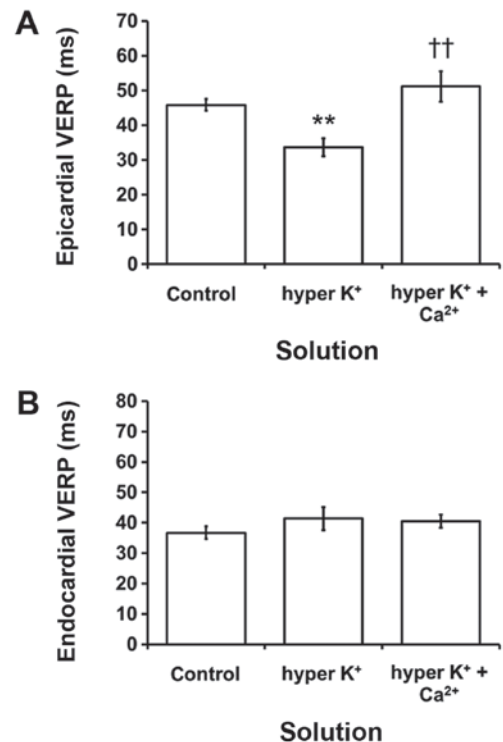 A
Epicardial VERP (ms)
70
60
50
40
30
20
10
0
**
††
Control
hyper K⁺
hyper K⁺ +
Ca²⁺
Solution
B
Endocardial VERP (ms)
80
70
60
50
40
30
20
10
0
Control
hyper K⁺
hyper K⁺ +
Ca²⁺
Solution